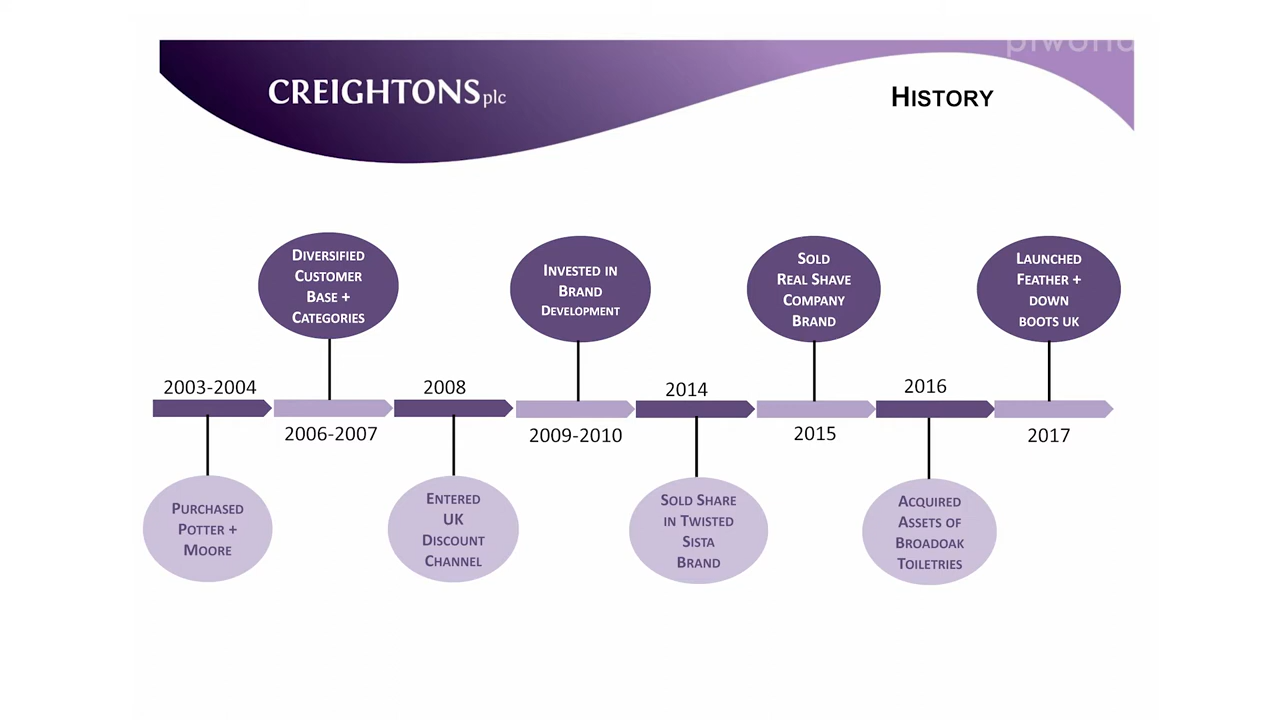 piworld
CREIGHTONS plc
HISTORY
DIVERSIFIED
CUSTOMER
BASE +
CATEGORIES
INVESTED IN
BRAND
DEVELOPMENT
SOLD
REAL SHAVE
COMPANY
BRAND
LAUNCHED
FEATHER +
DOWN
BOOTS UK
2003-2004
2006-2007
2008
2009-2010
2014
2015
2016
2017
PURCHASED
POTTER +
MOORE
ENTERED
UK
DISCOUNT
CHANNEL
SOLD SHARE
IN TWISTED
SISTA
BRAND
ACQUIRED
ASSETS OF
BROADOAK
TOILETRIES